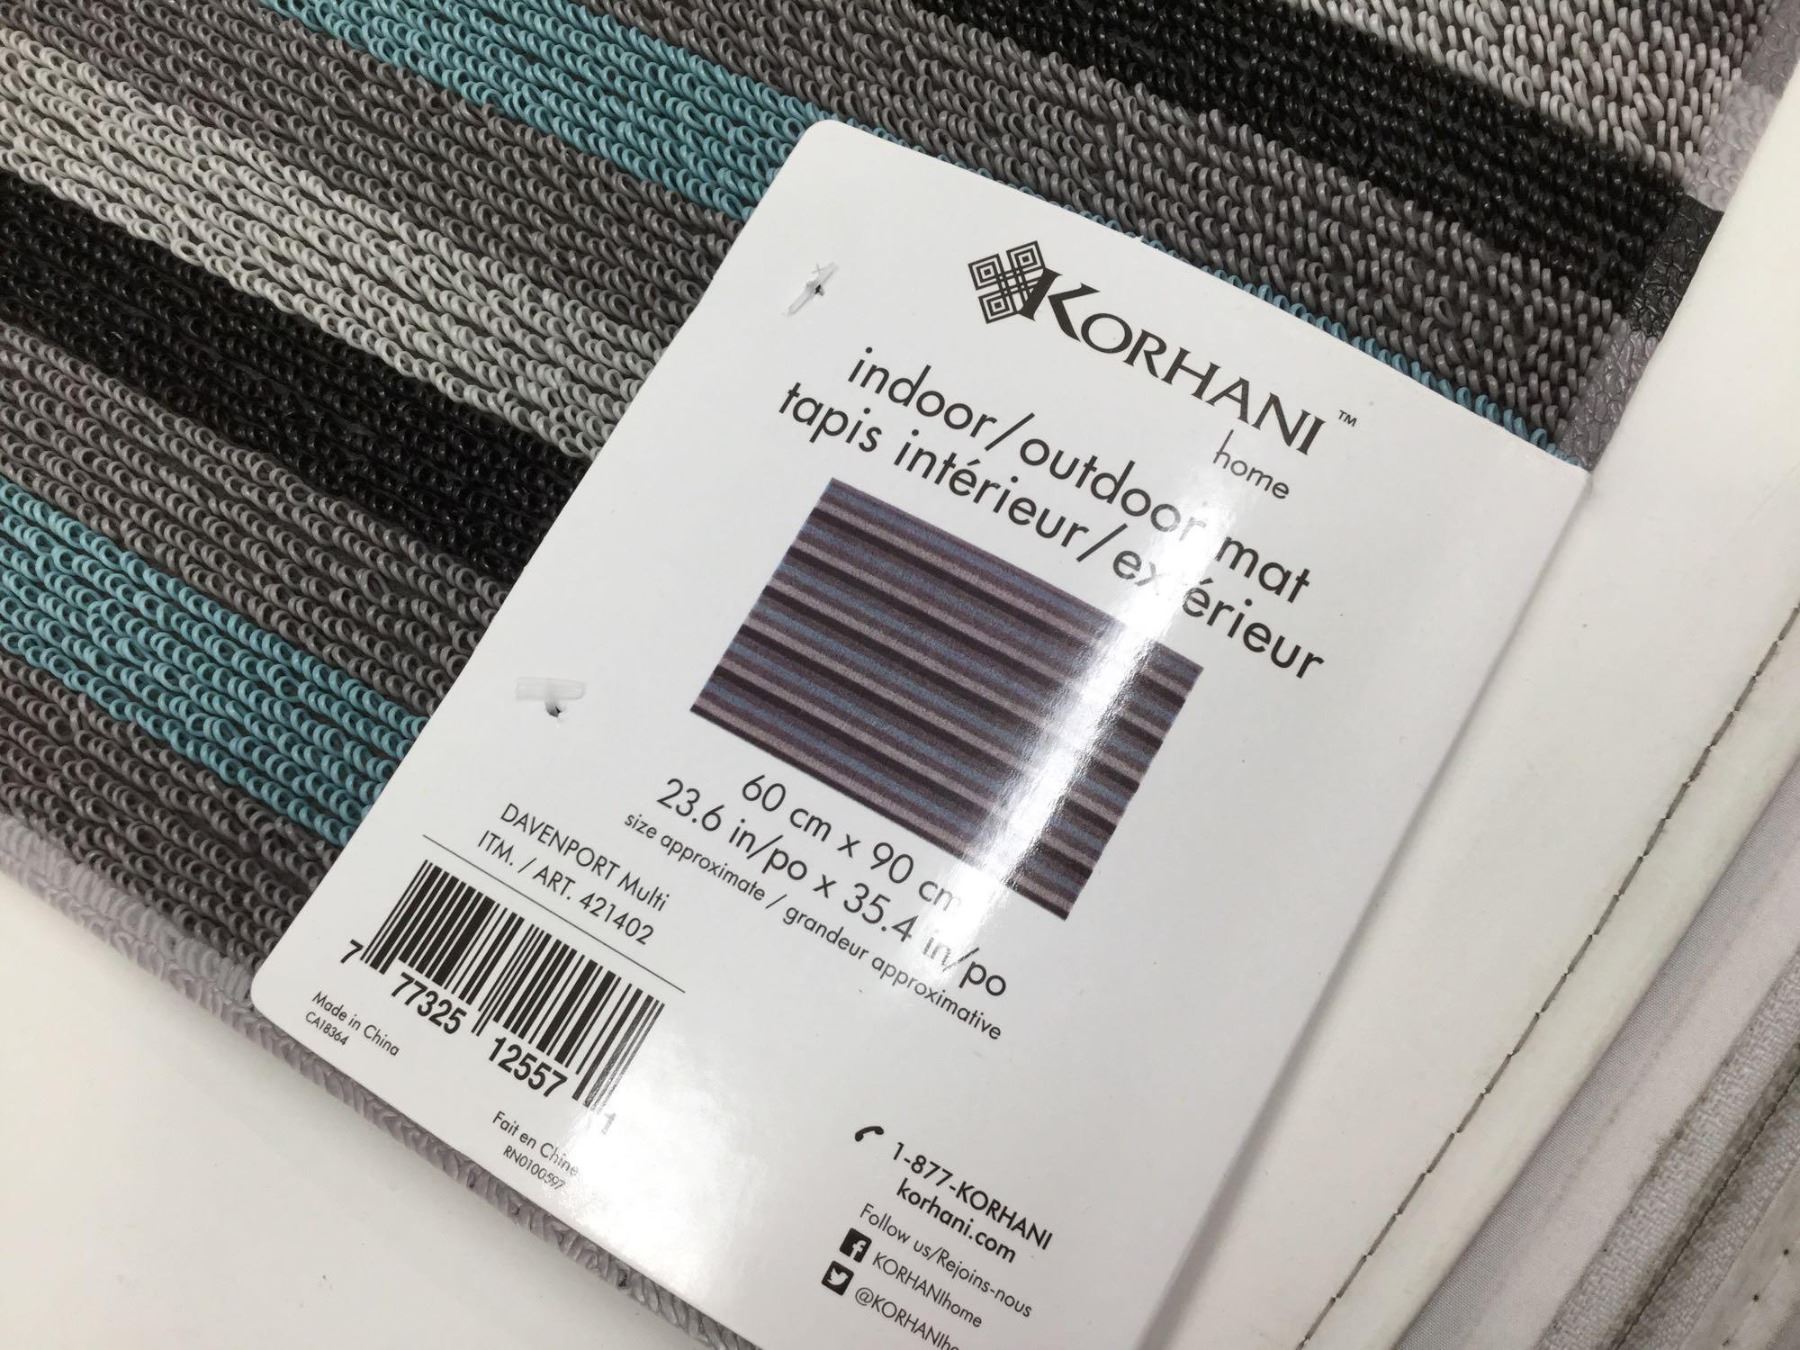 KORHANI™
home
indoor/outdoor mat
tapis intérieur/extérieur
60 cm x 90 cm
23.6 in/po x 35.4 in/po
size approximate / grandeur approximative
DAVENPORT Multi
ITM. / ART. 421402
7 77325 12557 1
Made in China
CA18364
Fait en Chine
RN0100597
1-877-KORHANI
korhani.com
Follow us/Rejoins-nous
KORHANIhome